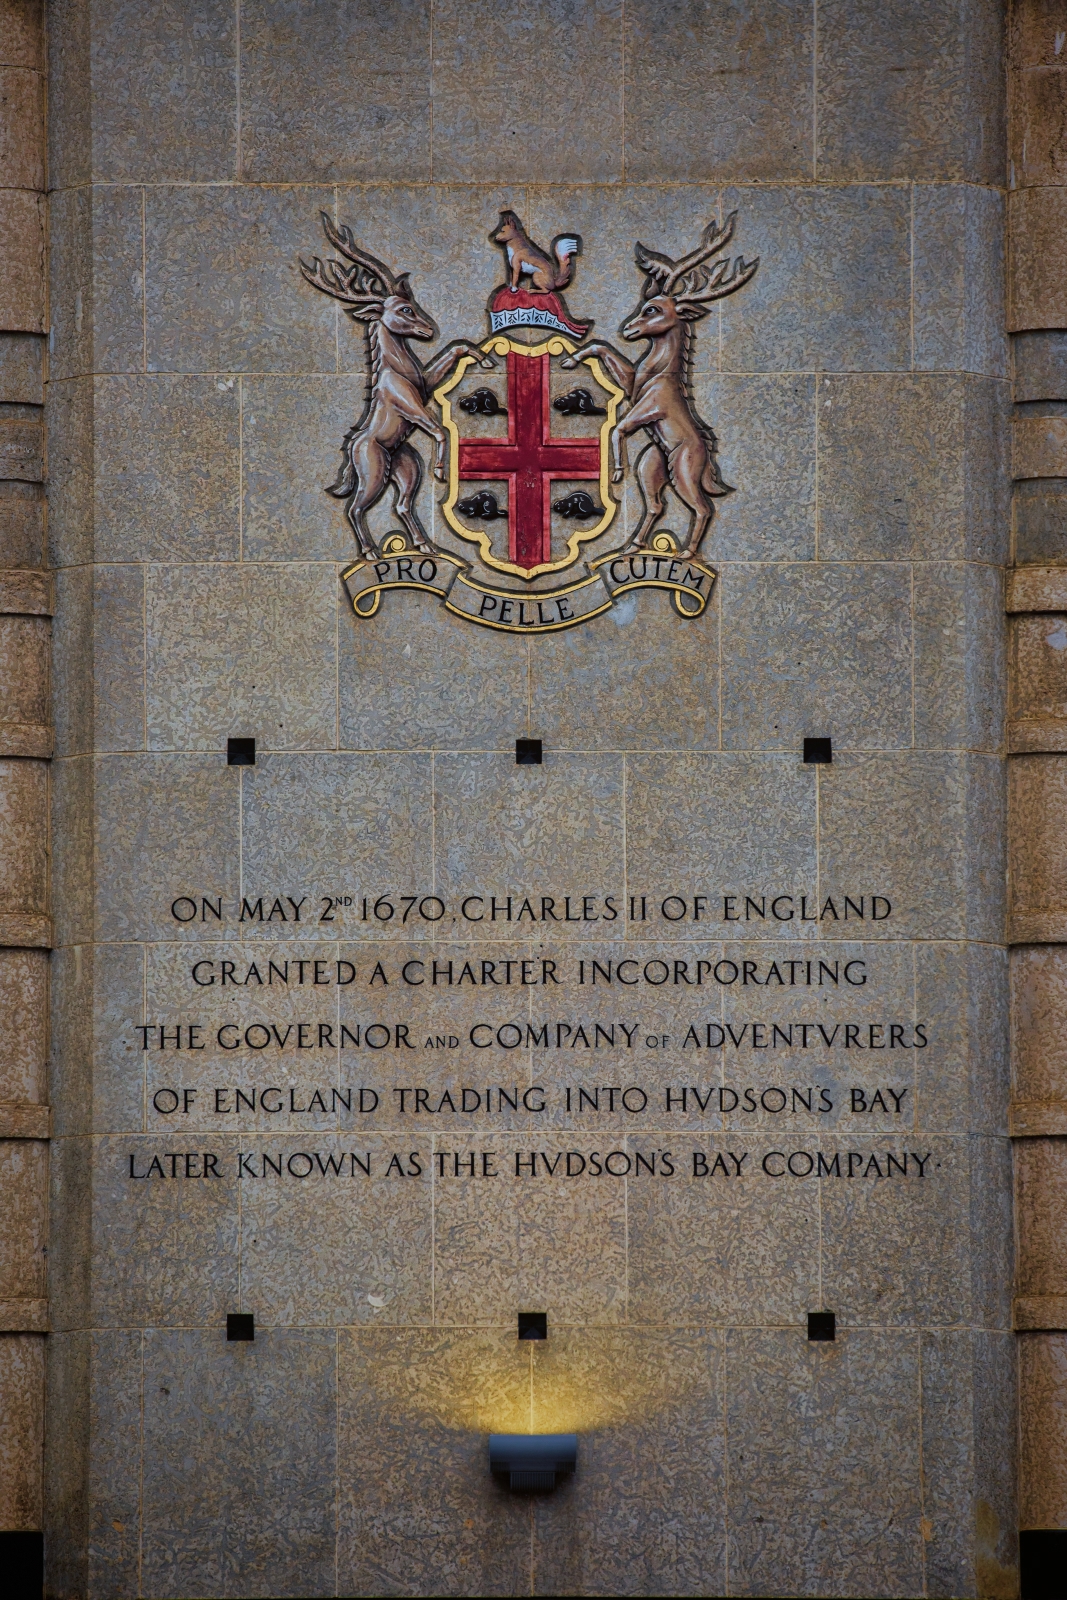 PRO PELLE CUTEM
ON MAY 2ND 1670, CHARLES II OF ENGLAND
GRANTED A CHARTER INCORPORATING
THE GOVERNOR AND COMPANY OF ADVENTVRERS
OF ENGLAND TRADING INTO HVDSON'S BAY
LATER KNOWN AS THE HVDSON'S BAY COMPANY·